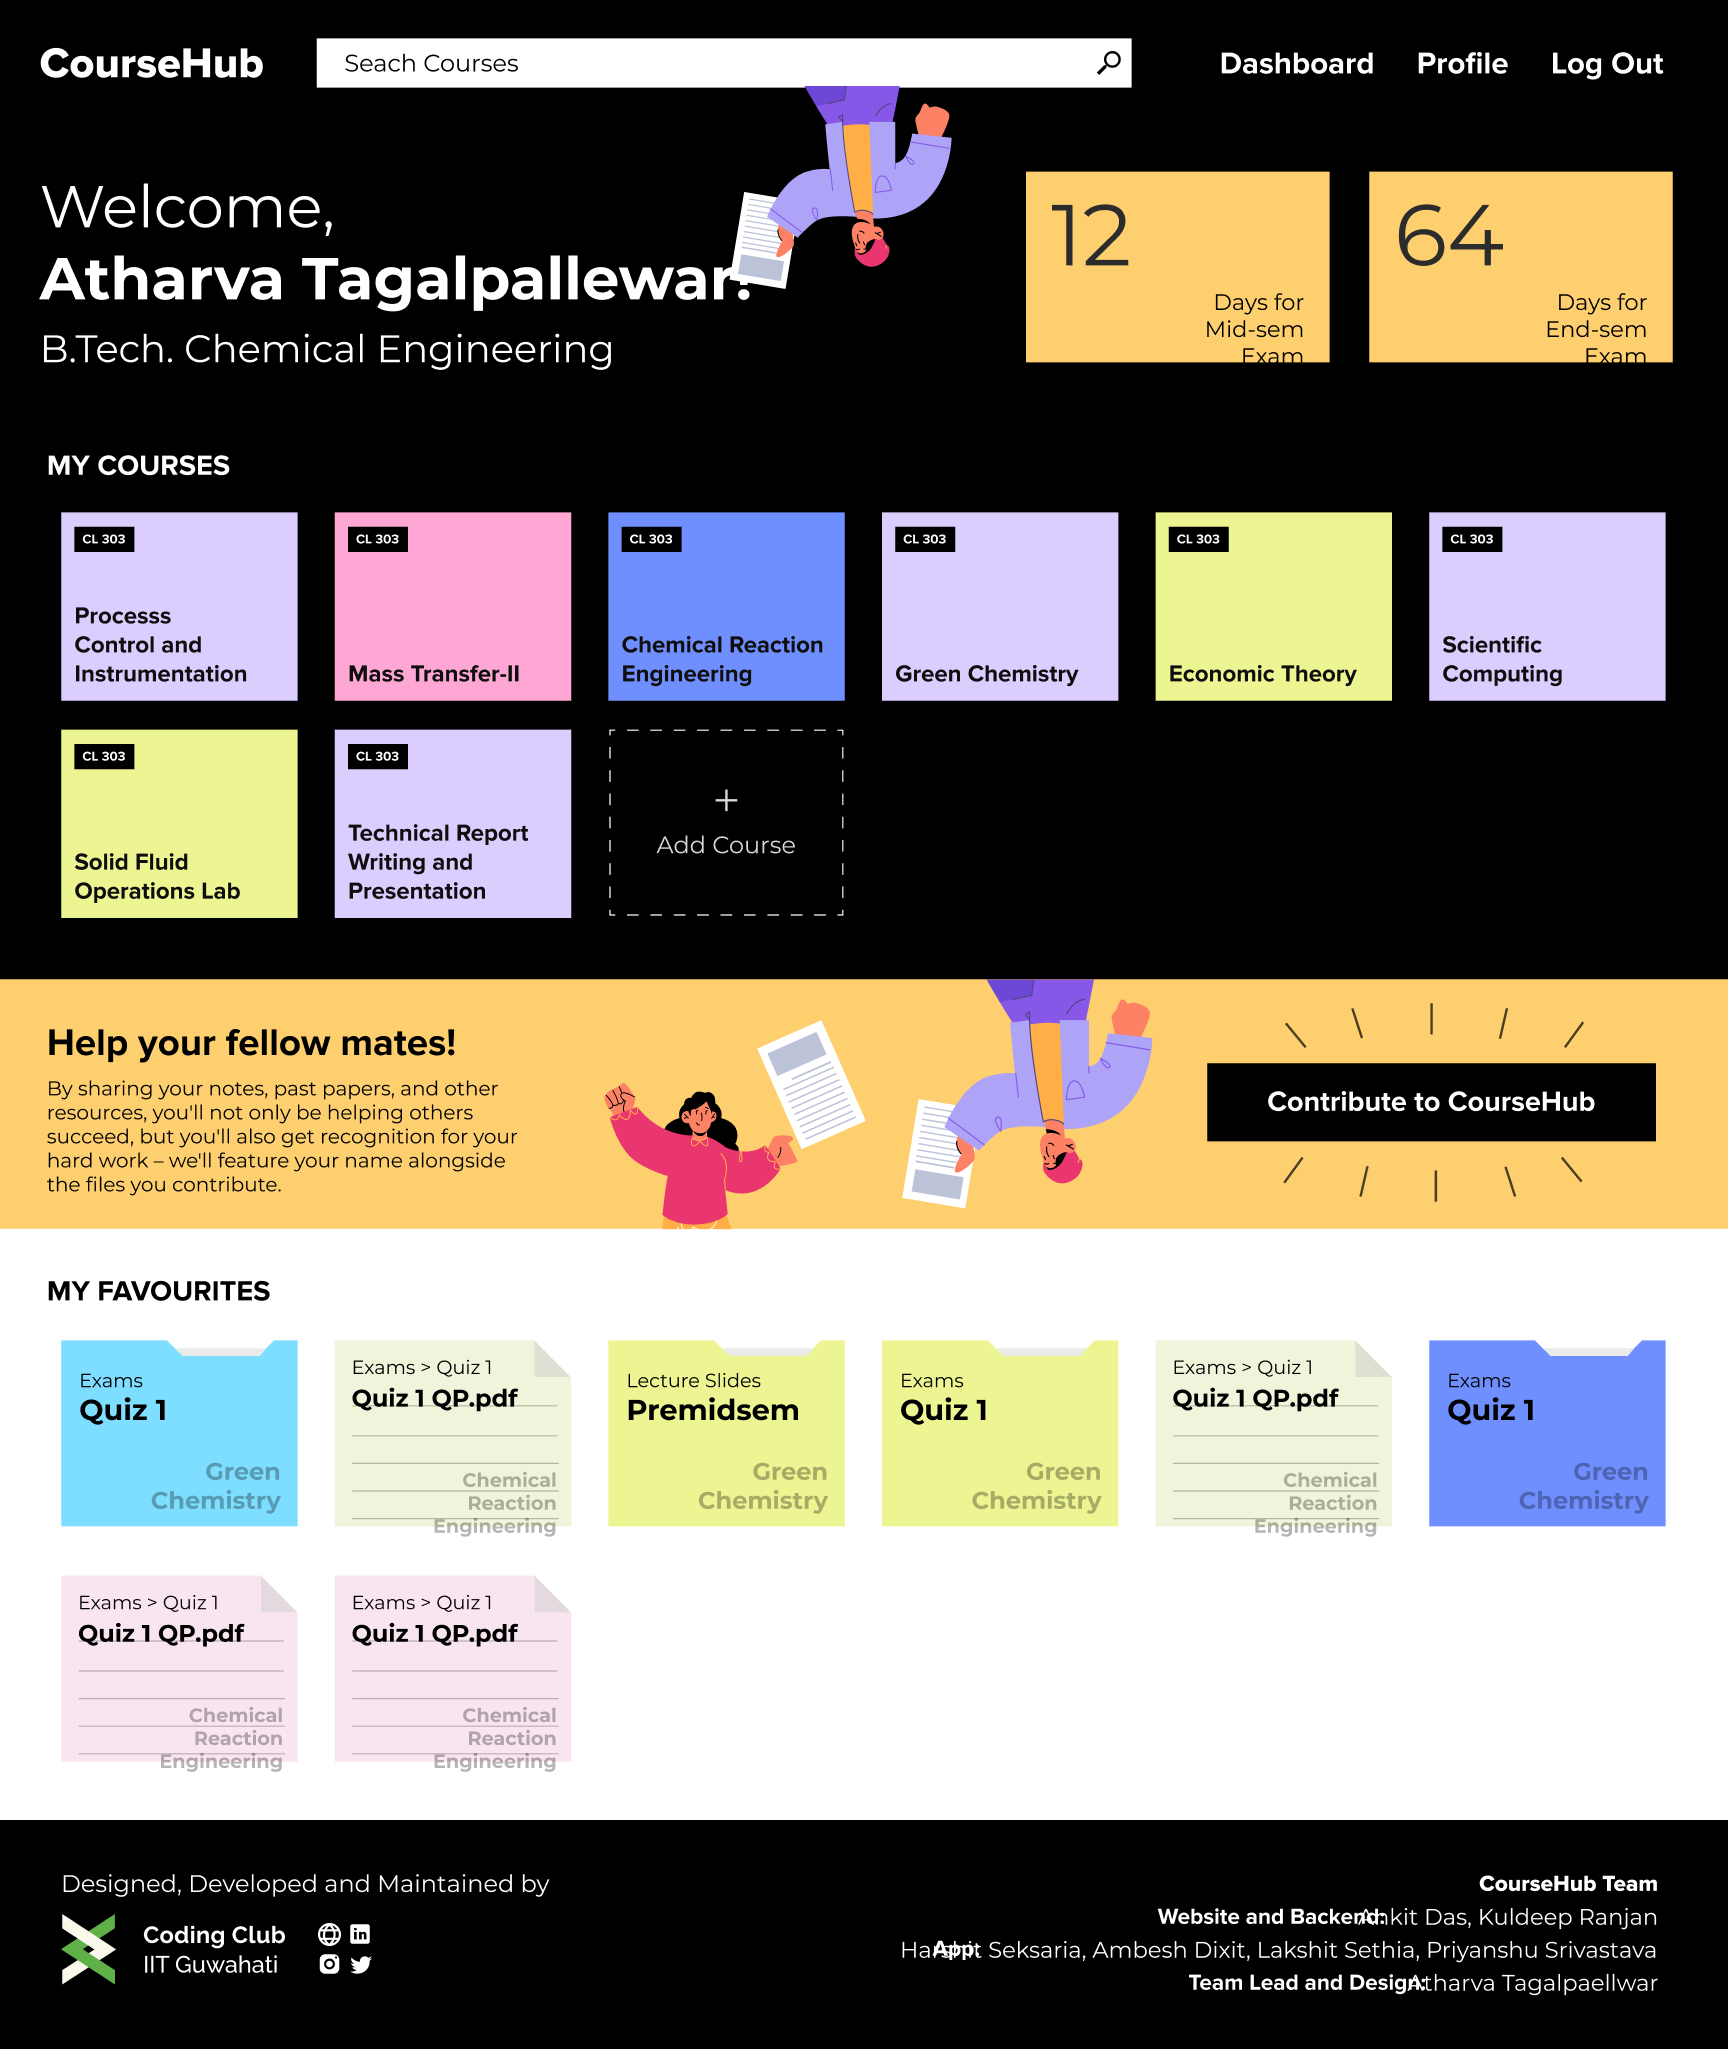 CourseHub
Seach Courses
Dashboard Profile Log Out
Welcome,
Atharva Tagalpallewar!
B.Tech. Chemical Engineering
12
Days for
Mid-sem
Exam
64
Days for
End-sem
Exam
MY COURSES
CL 303
Processs
Control and
Instrumentation
CL 303
Mass Transfer-II
CL 303
Chemical Reaction
Engineering
CL 303
Green Chemistry
CL 303
Economic Theory
CL 303
Scientific
Computing
CL 303
Solid Fluid
Operations Lab
CL 303
Technical Report
Writing and
Presentation
+
Add Course
Help your fellow mates!
By sharing your notes, past papers, and other
resources, you'll not only be helping others
succeed, but you'll also get recognition for your
hard work – we'll feature your name alongside
the files you contribute.
Contribute to CourseHub
MY FAVOURITES
Exams
Quiz 1
Green
Chemistry
Exams > Quiz 1
Quiz 1 QP.pdf
Chemical
Reaction
Engineering
Lecture Slides
Premidsem
Green
Chemistry
Exams
Quiz 1
Green
Chemistry
Exams > Quiz 1
Quiz 1 QP.pdf
Chemical
Reaction
Engineering
Exams
Quiz 1
Green
Chemistry
Exams > Quiz 1
Quiz 1 QP.pdf
Chemical
Reaction
Engineering
Exams > Quiz 1
Quiz 1 QP.pdf
Chemical
Reaction
Engineering
Designed, Developed and Maintained by
Coding Club
IIT Guwahati
CourseHub Team
Website and Backend: Ankit Das, Kuldeep Ranjan
App: Harshit Seksaria, Ambesh Dixit, Lakshit Sethia, Priyanshu Srivastava
Team Lead and Design: Atharva Tagalpaellwar